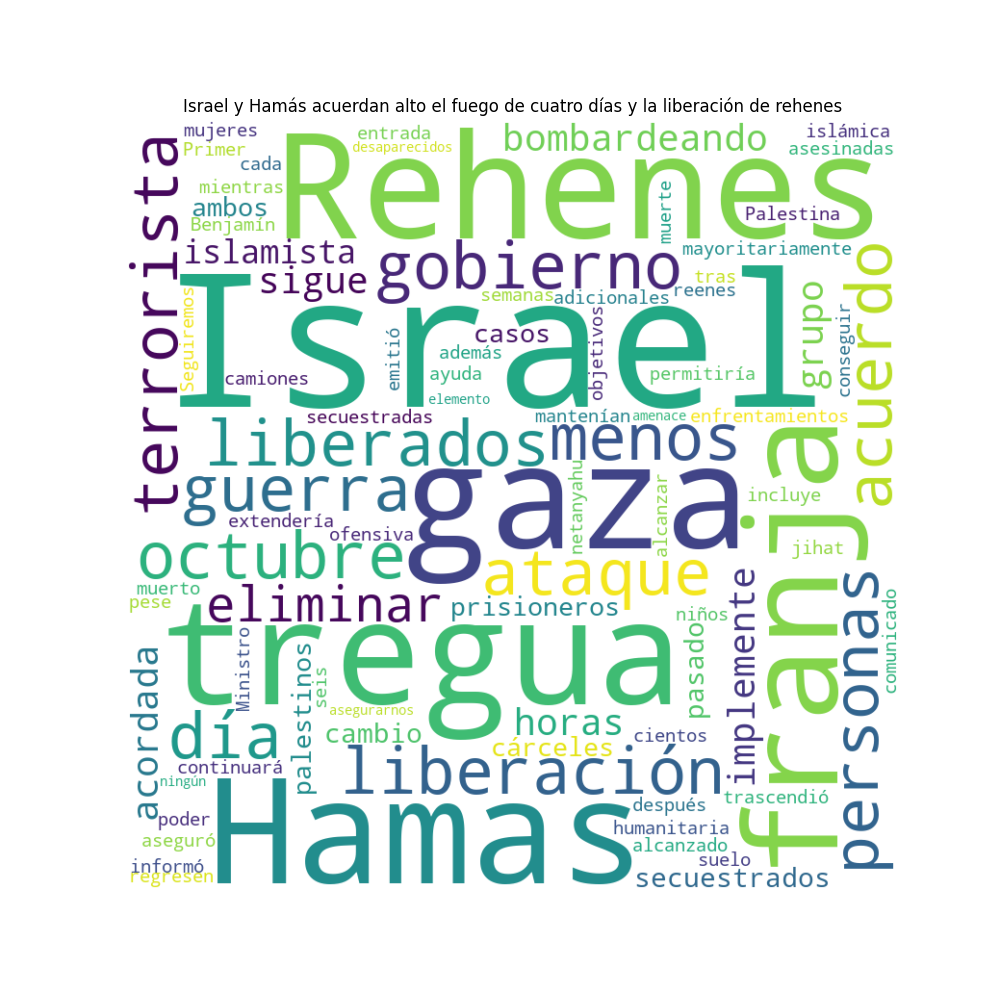 Israel y Hamás acuerdan alto el fuego de cuatro días y la liberación de rehenes
mujeres
entrada
desaparecidos
bombardeando
islámica
Primer
asesinadas
cada
Rehenes
mientras
ambos
Benjamín
muerte
Palestina
terrorista
islamista
gobierno
mayoritariamente
sigue
tras
semanas
adicionales
reenes
Israel
Seguiremos
emitió
casos
objetivos
grupo
conseguir
acuerdo
además
camiones
ayuda
permitiría
elemento
secuestradas
mantenían
amenace
enfrentamientos
liberados
menos
franja
guerra
gaza
netanyahu
alcanzar
incluye
extendería
ofensiva
octubre
ataque
jihat
muerto
pese
eliminar
prisioneros
niños
implemente
personas
comunicado
tregua
Ministro
palestinos
seis
pasado
acordada
asegurarnos
día
cambio
horas
cárceles
cientos
continuará
liberación
ningún
Hamas
trascendió
después
poder
humanitaria
aseguró
alcanzado
informó
suelo
regresen
secuestrados